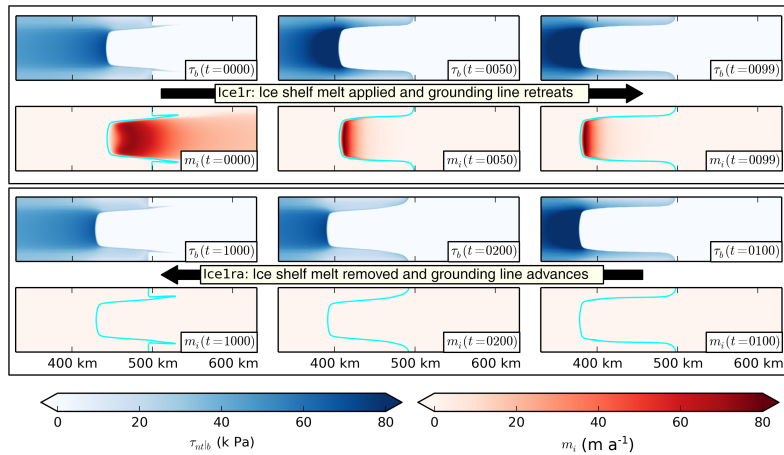 τb(t=0000)
τb(t=0050)
τb(t=0099)
Ice1r: Ice shelf melt applied and grounding line retreats
mi(t=0000)
mi(t=0050)
mi(t=0099)
τb(t=1000)
τb(t=0200)
τb(t=0100)
Ice1ra: Ice shelf melt removed and grounding line advances
mi(t=1000)
mi(t=0200)
mi(t=0100)
400 km 500 km 600 km 400 km 500 km 600 km 400 km 500 km 600 km
0 20 40 60 80 0 20 40 60 80
τnt|b (k Pa) mi (m a-1)